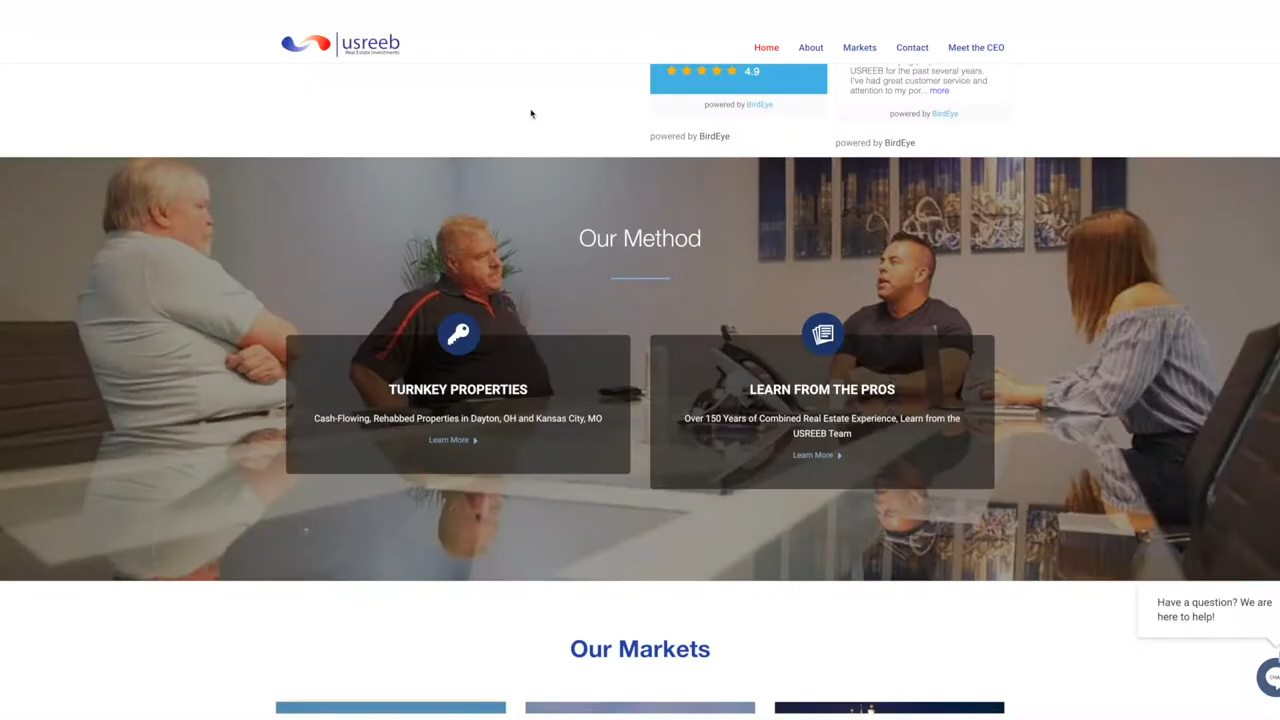 usreeb
Real Estate Investments
Home
About
Markets
Contact
Meet the CEO
4.9
powered by BirdEye
powered by BirdEye
USREEB for the past several years.
I've had great customer service and
attention to my por... more
powered by BirdEye
powered by BirdEye
Our Method
TURNKEY PROPERTIES
Cash-Flowing, Rehabbed Properties in Dayton, OH and Kansas City, MO
Learn More
LEARN FROM THE PROS
Over 150 Years of Combined Real Estate Experience, Learn from the
USREEB Team
Learn More
Our Markets
Have a question? We are
here to help!